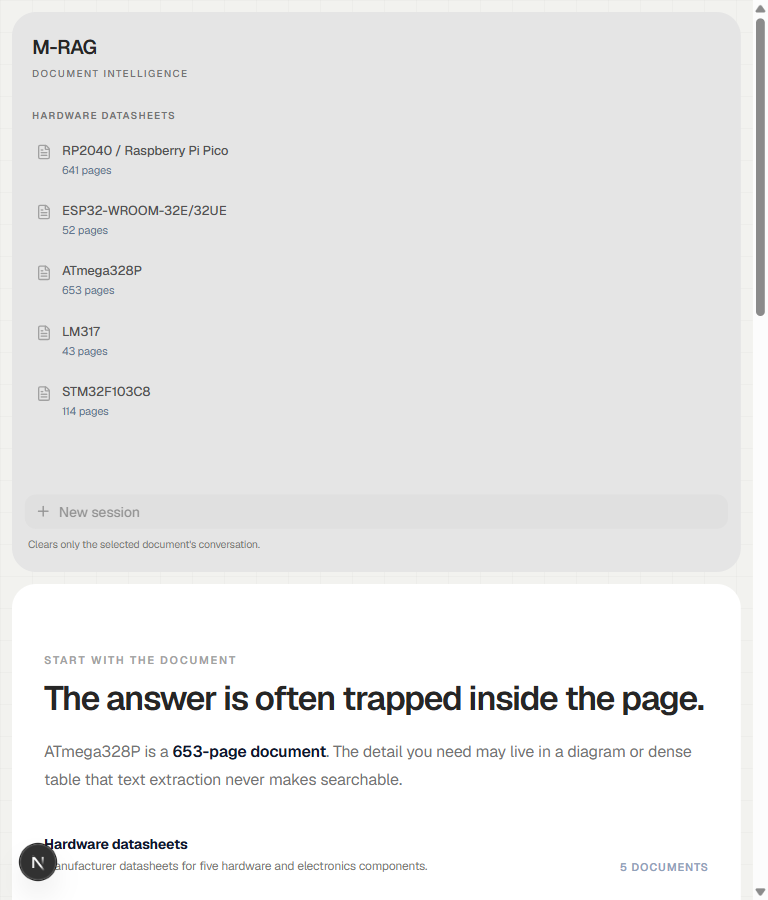 M-RAG
DOCUMENT INTELLIGENCE
HARDWARE DATASHEETS
RP2040 / Raspberry Pi Pico
641 pages
ESP32-WROOM-32E/32UE
52 pages
ATmega328P
653 pages
LM317
43 pages
STM32F103C8
114 pages
+ New session
Clears only the selected document's conversation.
START WITH THE DOCUMENT
The answer is often trapped inside the page.
ATmega328P is a 653-page document. The detail you need may live in a diagram or dense
table that text extraction never makes searchable.
Hardware datasheets
anufacturer datasheets for five hardware and electronics components.
5 DOCUMENTS
N